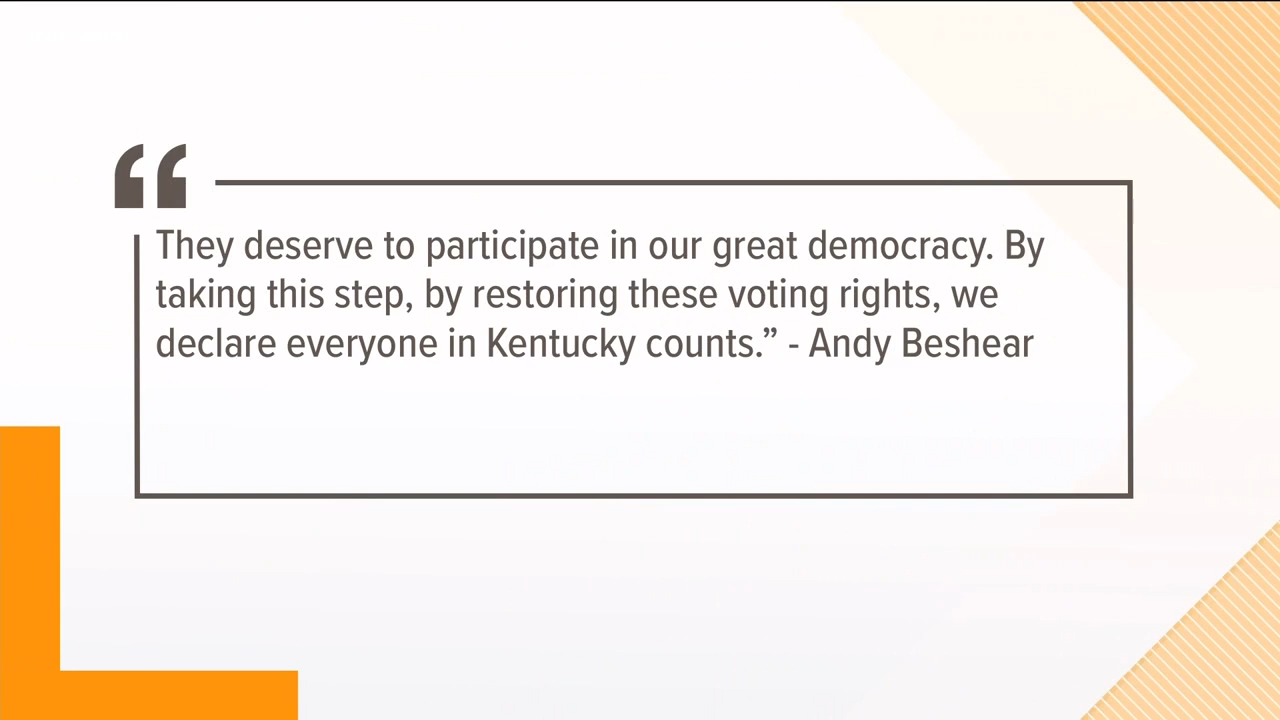 “
They deserve to participate in our great democracy. By
taking this step, by restoring these voting rights, we
declare everyone in Kentucky counts.” - Andy Beshear